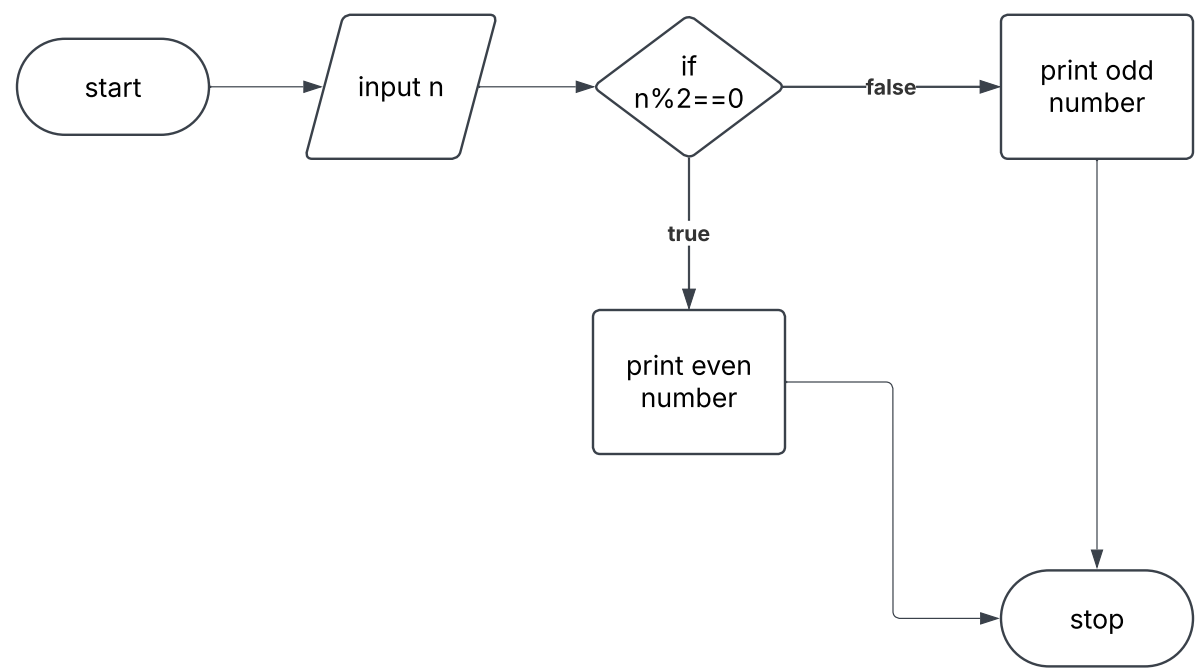 start
input n
if
n%2==0
false
print odd
number
true
print even
number
stop